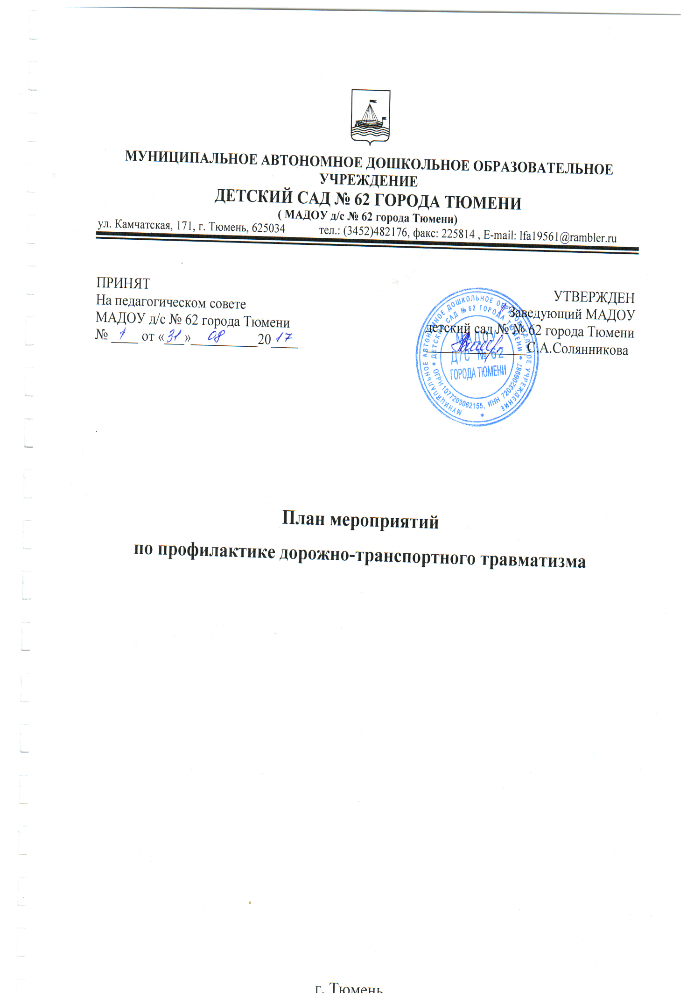 МУНИЦИПАЛЬНОЕ АВТОНОМНОЕ ДОШКОЛЬНОЕ ОБРАЗОВАТЕЛЬНОЕ
УЧРЕЖДЕНИЕ
ДЕТСКИЙ САД № 62 ГОРОДА ТЮМЕНИ
( МАДОУ д/с № 62 города Тюмени)
ул. Камчатская, 171, г. Тюмень, 625034 тел.: (3452)482176, факс: 225814 , E-mail: lfa19561@rambler.ru
ПРИНЯТ
На педагогическом совете
МАДОУ д/с № 62 города Тюмени
№ 1 от «31» 08 2017
УТВЕРЖДЕН
Заведующий МАДОУ
детский сад № № 62 города Тюмени
С.А.Солянникова
МУНИЦИПАЛЬНОЕ АВТОНОМНОЕ ДОШКОЛЬНОЕ ОБРАЗОВАТЕЛЬНОЕ УЧРЕЖДЕНИЕ *
* ДЕТСКИЙ САД № 62 ГОРОДА ТЮМЕНИ *
ОГРН 1077203062155, ИНН 7203206987
МАДОУ
Д/С № 62
ГОРОДА ТЮМЕНИ
План мероприятий
по профилактике дорожно-транспортного травматизма
г. Тюмень